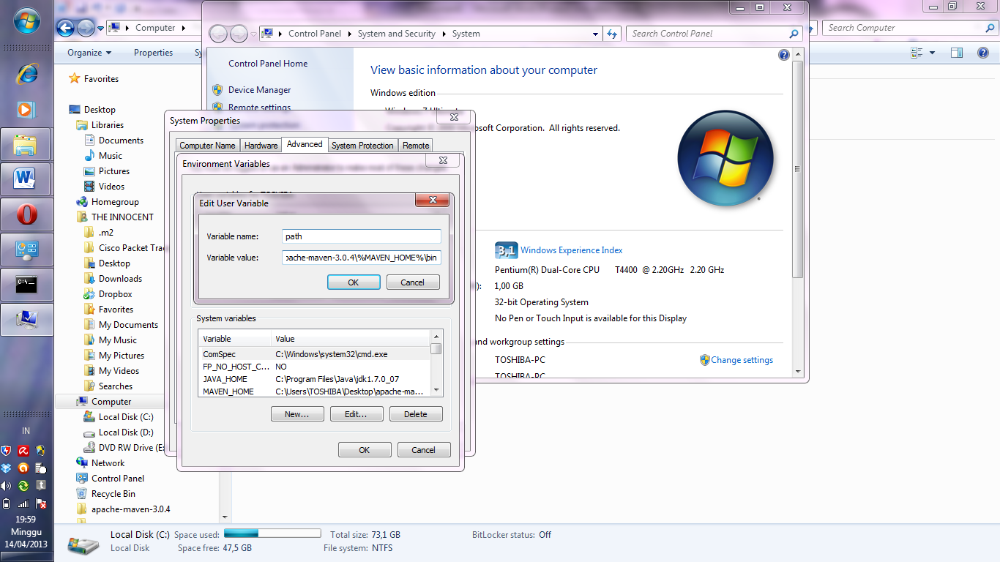 Computer
Search Computer
Organize
Properties
Control Panel
System and Security
System
Search Control Panel
Control Panel Home
Device Manager
Remote settings
View basic information about your computer
Windows edition
soft Corporation. All rights reserved.
3,1
Windows Experience Index
Pentium(R) Dual-Core CPU T4400 @ 2.20GHz 2.20 GHz
1,00 GB
32-bit Operating System
No Pen or Touch Input is available for this Display
and workgroup settings
TOSHIBA-PC
Change settings
TOSHIBA-PC
Favorites
Desktop
Libraries
Documents
Music
Pictures
Videos
Homegroup
THE INNOCENT
.m2
Cisco Packet Trac
Desktop
Downloads
Dropbox
Favorites
My Documents
My Music
My Pictures
My Videos
Searches
Computer
Local Disk (C:)
Local Disk (D:)
DVD RW Drive (E:
Network
Control Panel
Recycle Bin
apache-maven-3.0.4
System Properties
Computer Name
Hardware
Advanced
System Protection
Remote
Environment Variables
Edit User Variable
Variable name:
path
Variable value:
pache-maven-3.0.4\%MAVEN_HOME%\bin
OK
Cancel
System variables
Variable Value
ComSpec C:\Windows\system32\cmd.exe
FP_NO_HOST_C... NO
JAVA_HOME C:\Program Files\Java\jdk1.7.0_07
MAVEN_HOME C:\Users\TOSHIBA\Desktop\apache-ma...
New...
Edit...
Delete
OK
Cancel
Local Disk (C:) Space used: Total size: 73,1 GB BitLocker status: Off
Local Disk Space free: 47,5 GB File system: NTFS
IN
19:59
Minggu
14/04/2013